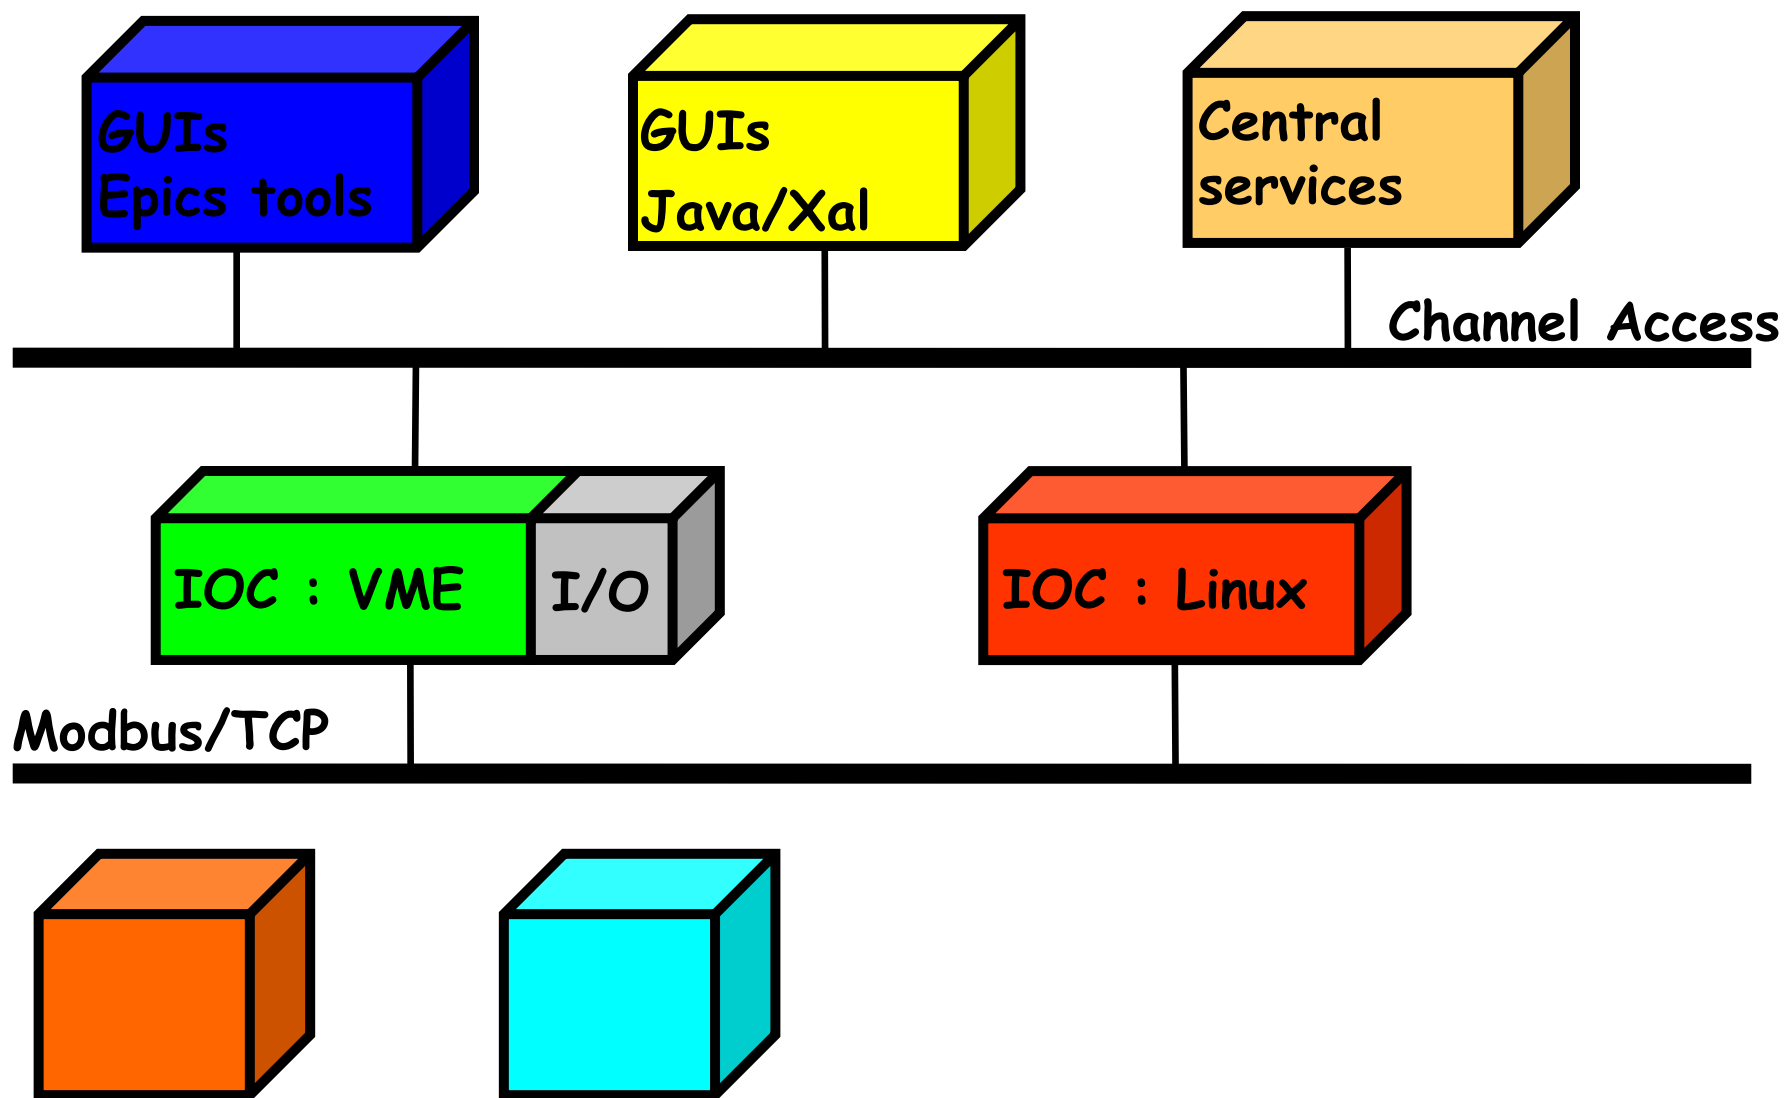 GUIs
Epics tools
GUIs
Java/Xal
Central
services
Channel Access
IOC : VME
I/O
IOC : Linux
Modbus/TCP